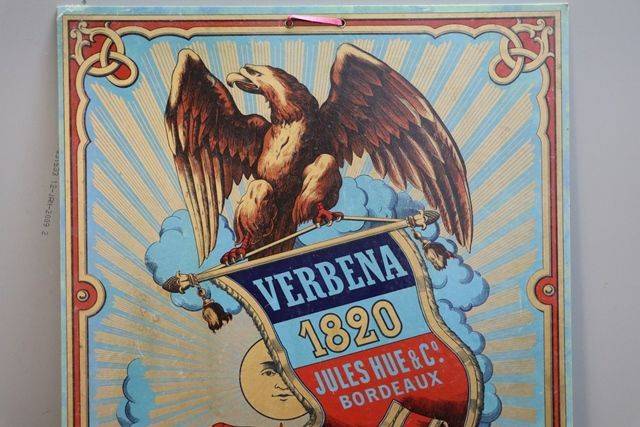 VERBENA
1820
JULES HUE & Cº.
BORDEAUX